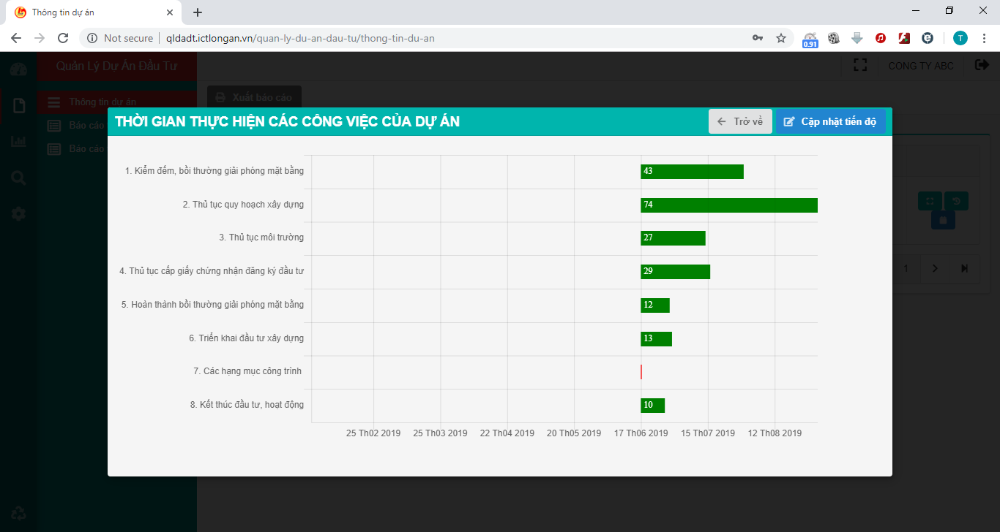 Thông tin dự án
Not secure
qldadt.ictlongan.vn/quan-ly-du-an-dau-tu/thong-tin-du-an
0.91
T
Quản Lý Dự Án Đầu Tư
CONG TY ABC
Thông tin dự án
Xuất báo cáo
Báo cáo
Báo cáo
THỜI GIAN THỰC HIỆN CÁC CÔNG VIỆC CỦA DỰ ÁN
Trở về
Cập nhật tiến độ
1. Kiểm đếm, bồi thường giải phóng mặt bằng
43
2. Thủ tục quy hoạch xây dựng
74
3. Thủ tục môi trường
27
4. Thủ tục cấp giấy chứng nhận đăng ký đầu tư
29
5. Hoàn thành bồi thường giải phóng mặt bằng
12
6. Triển khai đầu tư xây dựng
13
7. Các hạng mục công trình
8. Kết thúc đầu tư, hoạt động
10
25 Th02 2019
25 Th03 2019
22 Th04 2019
20 Th05 2019
17 Th06 2019
15 Th07 2019
12 Th08 2019
1